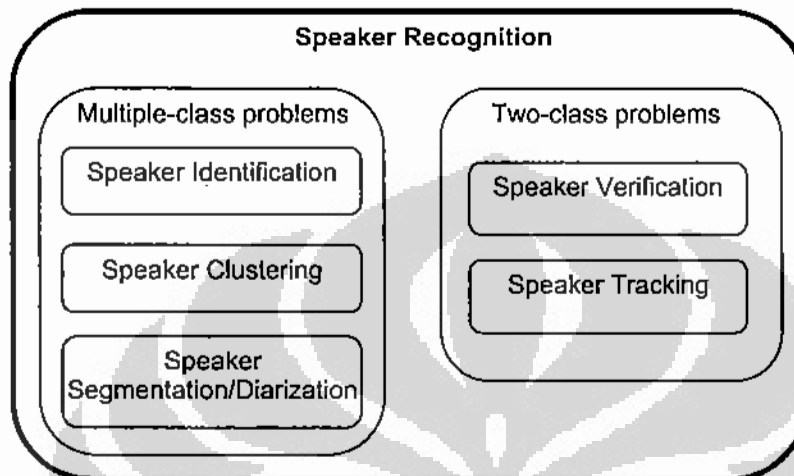 Speaker Recognition
Multiple-class problems
Speaker Identification
Speaker Clustering
Speaker
Segmentation/Diarization
Two-class problems
Speaker Verification
Speaker Tracking